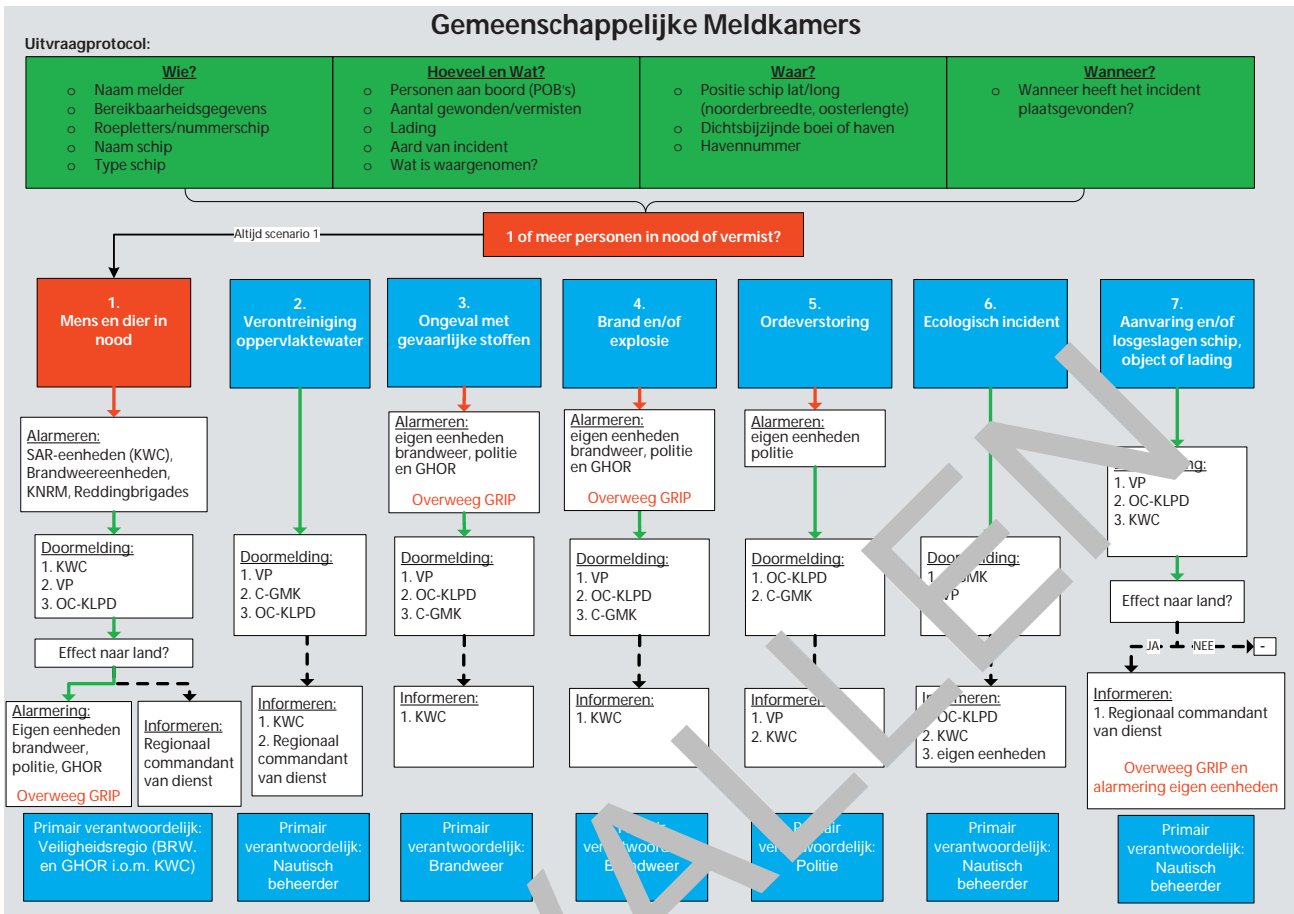 Gemeenschappelijke Meldkamers
Uitvraagprotocol:
Wie?
o Naam melder
o Bereikbaarheidsgegevens
o Roepletters/nummerschip
o Naam schip
o Type schip
Hoeveel en Wat?
o Personen aan boord (POB's)
o Aantal gewonden/vermisten
o Lading
o Aard van incident
o Wat is waargenomen?
Waar?
o Positie schip lat/long
(noorderbreedte, oosterlengte)
o Dichtsbijzijnde boei of haven
o Havennummer
Wanneer?
o Wanneer heeft het incident
plaatsgevonden?
Altijd scenario 1
1 of meer personen in nood of vermist?
1.
Mens en dier in
nood
Alarmeren:
SAR-eenheden (KWC),
Brandweereenheden,
KNRM, Reddingbrigades
Doormelding:
1. KWC
2. VP
3. OC-KLPD
Effect naar land?
Alarmering:
Eigen eenheden
brandweer,
politie, GHOR
Overweeg GRIP
Informeren:
Regionaal
commandant
van dienst
Primair verantwoordelijk:
Veiligheidsregio (BRW.
en GHOR i.o.m. KWC)
2.
Verontreiniging
oppervlaktewater
Doormelding:
1. VP
2. C-GMK
3. OC-KLPD
Informeren:
1. KWC
2. Regionaal
commandant
van dienst
Primair
verantwoordelijk:
Nautisch
beheerder
3.
Ongeval met
gevaarlijke stoffen
Alarmeren:
eigen eenheden
brandweer, politie
en GHOR
Overweeg GRIP
Doormelding:
1. VP
2. OC-KLPD
3. C-GMK
Informeren:
1. KWC
Primair
verantwoordelijk:
Brandweer
4.
Brand en/of
explosie
Alarmeren:
eigen eenheden
brandweer, politie
en GHOR
Overweeg GRIP
Doormelding:
1. VP
2. OC-KLPD
3. C-GMK
Informeren:
1. KWC
Primair
verantwoordelijk:
Brandweer
5.
Ordeverstoring
Alarmeren:
eigen eenheden
politie
Doormelding:
1. OC-KLPD
2. C-GMK
Informeren:
1. VP
2. KWC
Primair
verantwoordelijk:
Politie
6.
Ecologisch incident
Doormelding:
VP
Informeren:
OC-KLPD
2. KWC
3. eigen eenheden
Primair
verantwoordelijk:
Nautisch
beheerder
7.
Aanvaring en/of
losgeslagen schip,
object of lading
1. VP
2. OC-KLPD
3. KWC
Effect naar land?
JA
NEE
-
Informeren:
1. Regionaal commandant
van dienst
Overweeg GRIP en
alarmering eigen eenheden
Primair
verantwoordelijk:
Nautisch
beheerder